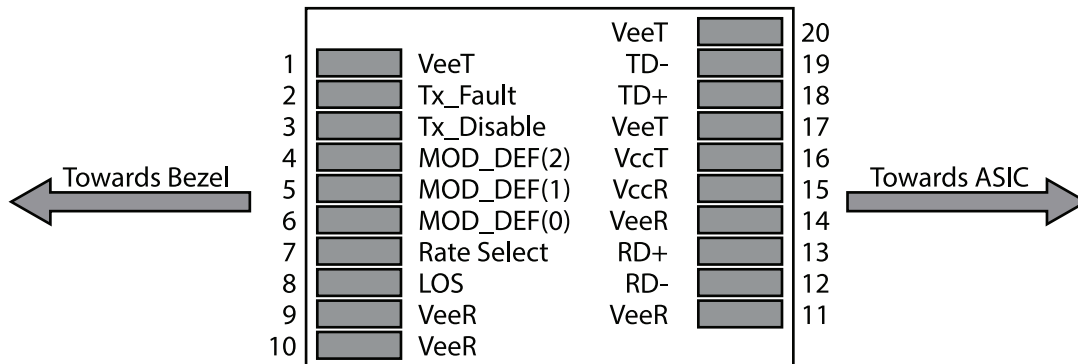 VeeT 20
1 VeeT TD- 19
2 Tx_Fault TD+ 18
3 Tx_Disable VeeT 17
4 MOD_DEF(2) VccT 16
Towards Bezel
5 MOD_DEF(1) VccR 15
Towards ASIC
6 MOD_DEF(0) VeeR 14
7 Rate Select RD+ 13
8 LOS RD- 12
9 VeeR VeeR 11
10 VeeR